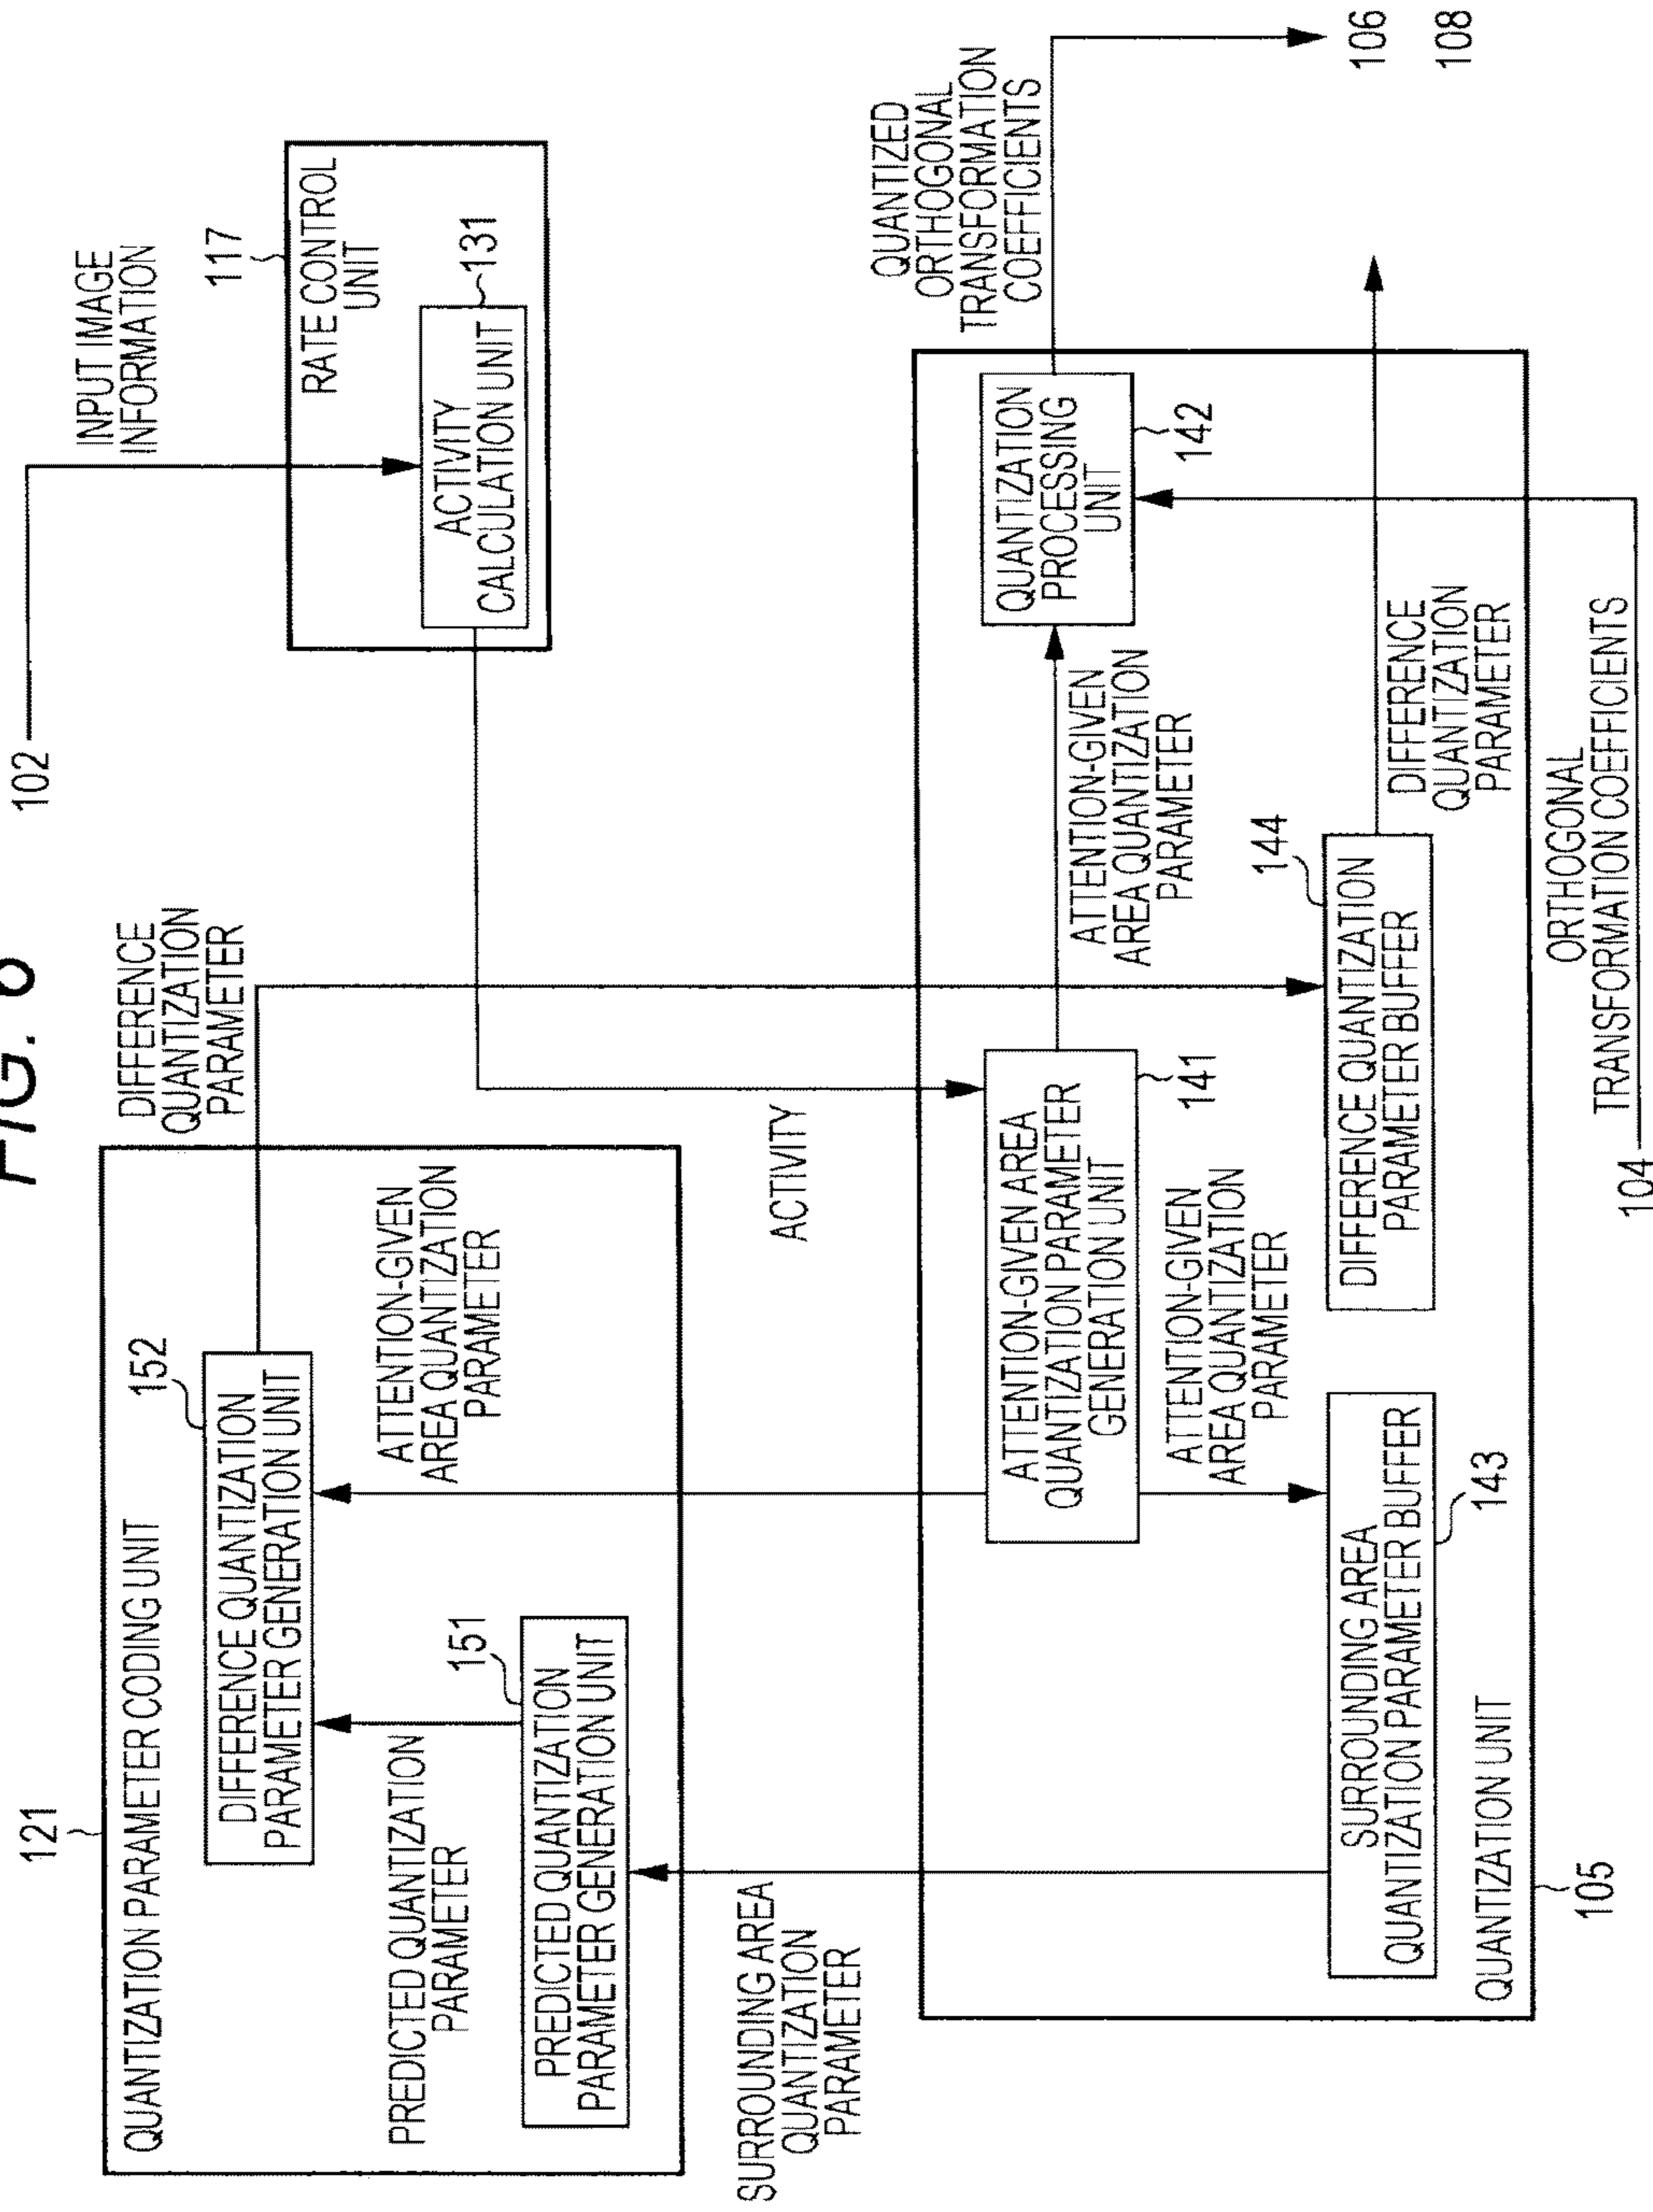 FIG. 6
102
INPUT IMAGE
INFORMATION
117
RATE CONTROL
UNIT
131
ACTIVITY
CALCULATION UNIT
121
QUANTIZATION PARAMETER CODING UNIT
152
DIFFERENCE QUANTIZATION
PARAMETER GENERATION UNIT
DIFFERENCE
QUANTIZATION
PARAMETER
PREDICTED QUANTIZATION
PARAMETER
ATTENTION-GIVEN
AREA QUANTIZATION
PARAMETER
151
PREDICTED QUANTIZATION
PARAMETER GENERATION UNIT
SURROUNDING AREA
QUANTIZATION
PARAMETER
ACTIVITY
QUANTIZED
ORTHOGONAL
TRANSFORMATION
COEFFICIENTS
ATTENTION-GIVEN AREA
QUANTIZATION PARAMETER
GENERATION UNIT
141
ATTENTION-GIVEN
AREA QUANTIZATION
PARAMETER
QUANTIZATION
PROCESSING
UNIT
142
ATTENTION-GIVEN
AREA QUANTIZATION
PARAMETER
SURROUNDING AREA
QUANTIZATION PARAMETER BUFFER
143
144
DIFFERENCE QUANTIZATION
PARAMETER BUFFER
DIFFERENCE
QUANTIZATION
PARAMETER
106
108
QUANTIZATION UNIT
105
ORTHOGONAL
TRANSFORMATION COEFFICIENTS
104